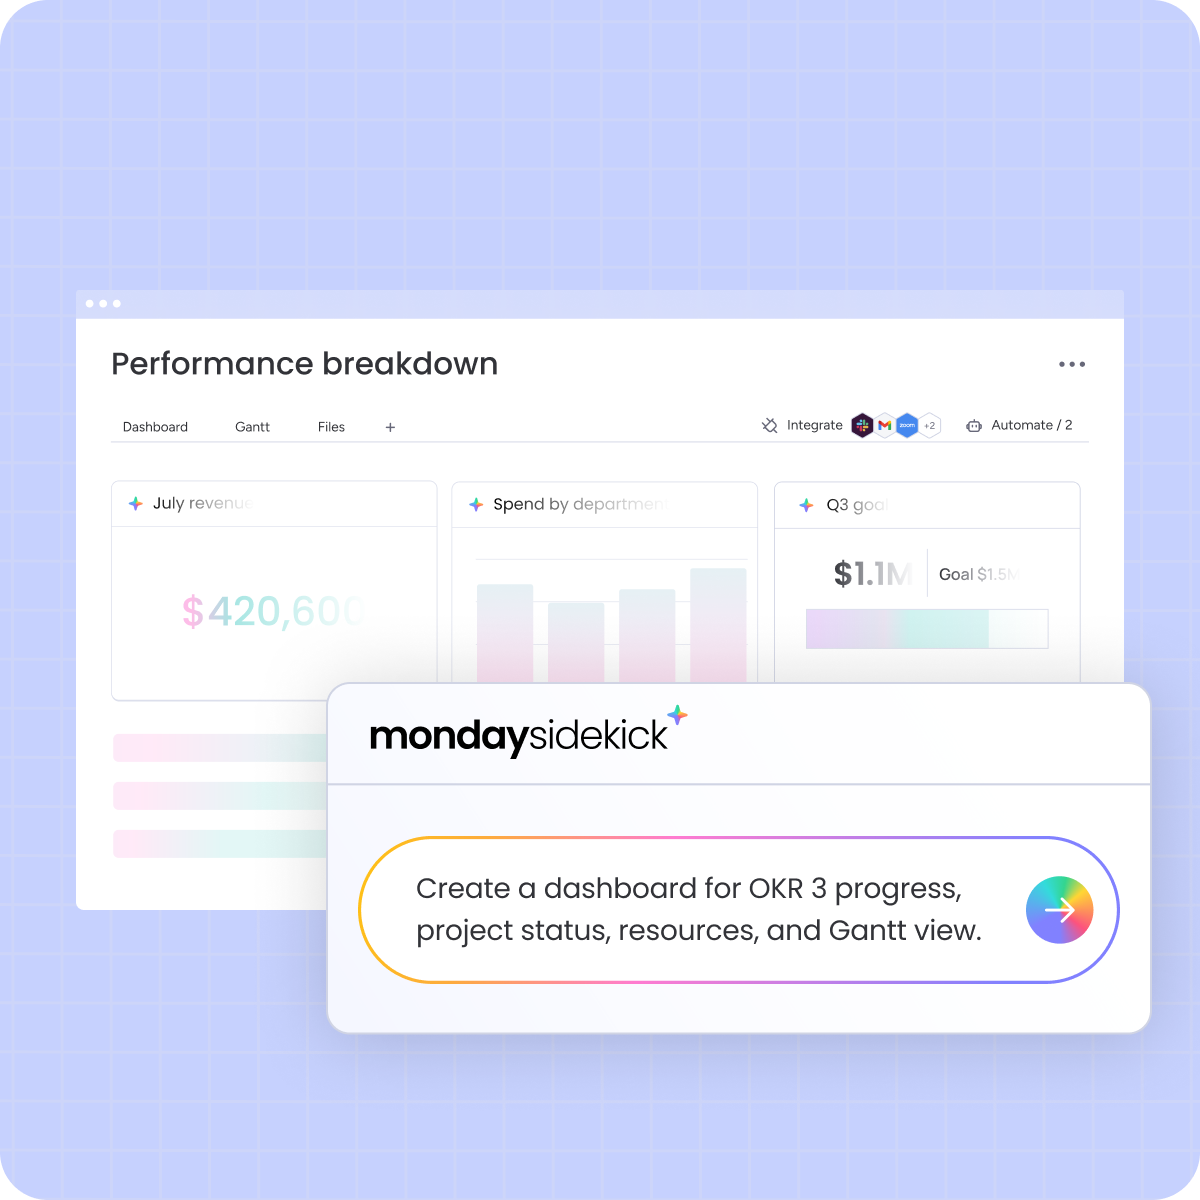 Performance breakdown
Dashboard Gantt Files +
Integrate zoom +2 Automate / 2
July revenue
Spend by department
Q3 goal
$420,600
$1.1M Goal $1.5M
mondaysidekick
Create a dashboard for OKR 3 progress,
project status, resources, and Gantt view.